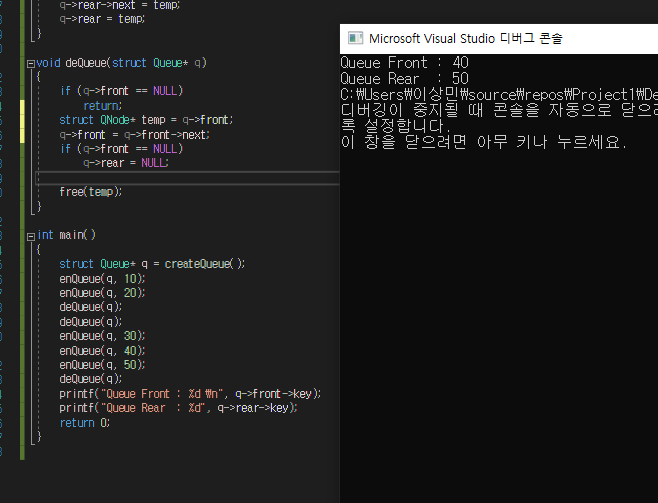 q->rear->next = temp;
q->rear = temp;
}
void deQueue(struct Queue* q)
{
if (q->front == NULL)
return;
struct QNode* temp = q->front;
q->front = q->front->next;
if (q->front == NULL)
q->rear = NULL;
free(temp);
}
int main()
{
struct Queue* q = createQueue();
enQueue(q, 10);
enQueue(q, 20);
deQueue(q);
deQueue(q);
enQueue(q, 30);
enQueue(q, 40);
enQueue(q, 50);
deQueue(q);
printf("Queue Front : %d ₩n", q->front->key);
printf("Queue Rear  : %d", q->rear->key);
return 0;
}
Microsoft Visual Studio 디버그 콘솔
Queue Front : 40
Queue Rear  : 50
C:₩Users₩이상민₩source₩repos₩Project1₩De
디버깅이 중지될 때 콘솔을 자동으로 닫으려
록 설정합니다.
이 창을 닫으려면 아무 키나 누르세요.